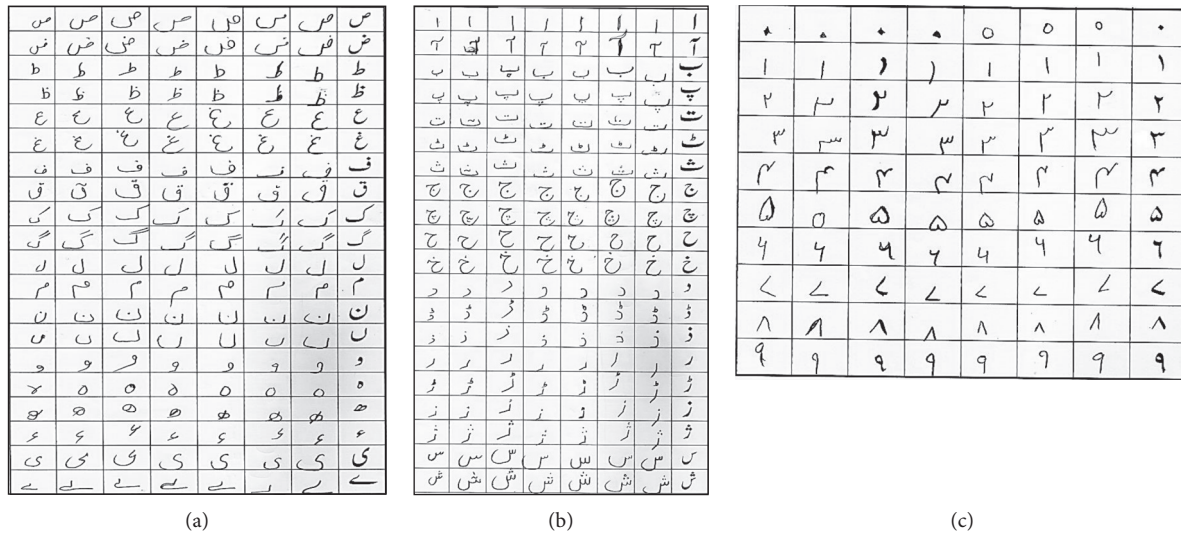 ص ص ص ص ص ص ص ص
ض ض ض ض ض ض ض ض
ط ط ط ط ط ط ط ط
ظ ظ ظ ظ ظ ظ ظ ظ
ع ع ع ع ع ع ع ع
غ غ غ غ غ غ غ غ
ف ف ف ف ف ف ف ف
ق ق ق ق ق ق ق ق
ک ک ک ک ک ک ک ک
گ گ گ گ گ گ گ گ
ل ل ل ل ل ل ل ل
م م م م م م م م
ن ن ن ن ن ن ن ن
ں ں ں ں ں ں ں ں
و و و و و و و و
ہ ہ ہ ہ ہ ہ ہ ہ
ھ ھ ھ ھ ھ ھ ھ ھ
ء ء ء ء ء ء ء ء
ی ی ی ی ی ی ی ی
ے ے ے ے ے ے ے ے
(a)
ا ا ا ا ا ا ا ا
آ آ آ آ آ آ آ آ
ب ب ب ب ب ب ب ب
پ پ پ پ پ پ پ پ
ت ت ت ت ت ت ت ت
ٹ ٹ ٹ ٹ ٹ ٹ ٹ ٹ
ث ث ث ث ث ث ث ث
ج ج ج ج ج ج ج ج
چ چ چ چ چ چ چ چ
ح ح ح ح ح ح ح ح
خ خ خ خ خ خ خ خ
د د د د د د د د
ڈ ڈ ڈ ڈ ڈ ڈ ڈ ڈ
ذ ذ ذ ذ ذ ذ ذ ذ
ر ر ر ر ر ر ر ر
ڑ ڑ ڑ ڑ ڑ ڑ ڑ ڑ
ز ز ز ز ز ز ز ز
ژ ژ ژ ژ ژ ژ ژ ژ
س س س س س س س س
ش ش ش ش ش ش ش ش
(b)
۰ ۰ ۰ ۰ ۰ ۰ ۰ ۰
۱ ۱ ۱ ۱ ۱ ۱ ۱ ۱
۲ ۲ ۲ ۲ ۲ ۲ ۲ ۲
۳ ۳ ۳ ۳ ۳ ۳ ۳ ۳
۴ ۴ ۴ ۴ ۴ ۴ ۴ ۴
۵ ۵ ۵ ۵ ۵ ۵ ۵ ۵
۶ ۶ ۶ ۶ ۶ ۶ ۶ ۶
۷ ۷ ۷ ۷ ۷ ۷ ۷ ۷
۸ ۸ ۸ ۸ ۸ ۸ ۸ ۸
۹ ۹ ۹ ۹ ۹ ۹ ۹ ۹
(c)